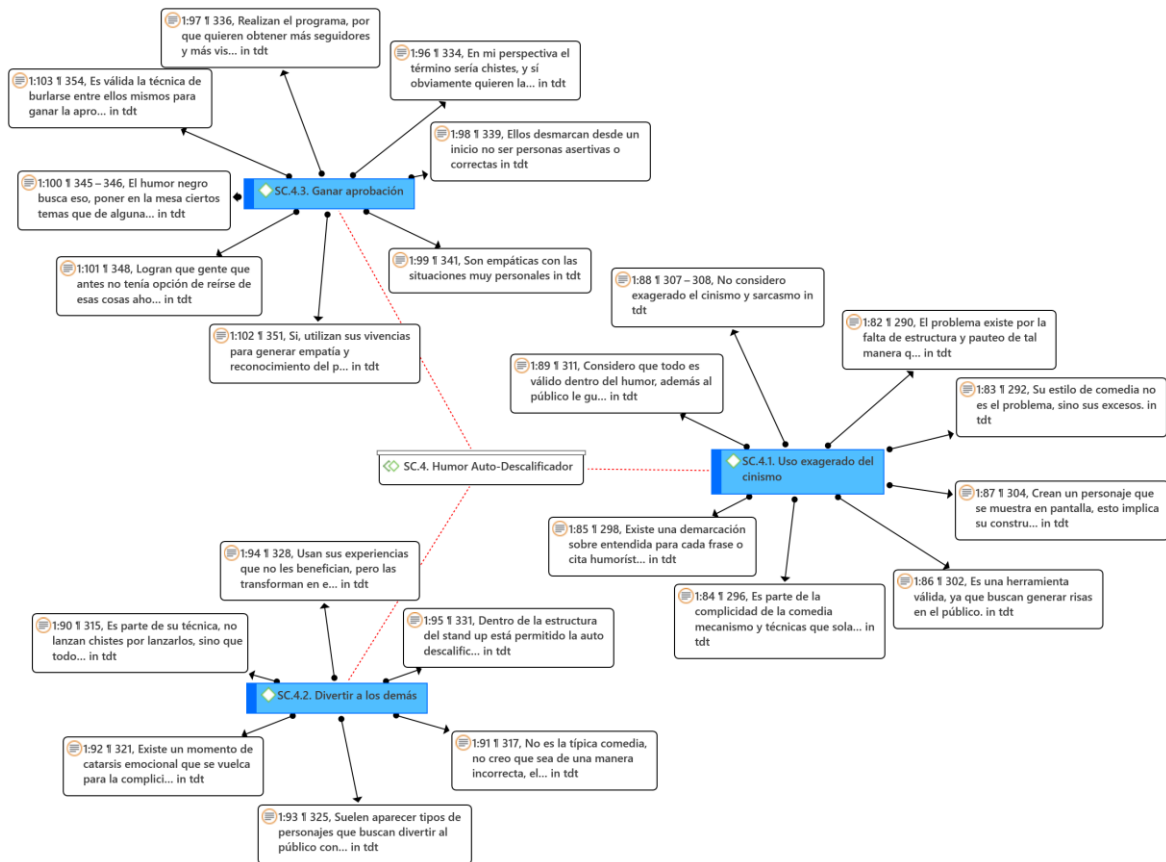 1:97 ¶ 336, Realizan el programa, por
que quieren obtener más seguidores
y más vis… in tdt
1:96 ¶ 334, En mi perspectiva el
término sería chistes, y sí
obviamente quieren la… in tdt
1:103 ¶ 354, Es válida la técnica de
burlarse entre ellos mismos para
ganar la apro… in tdt
1:98 ¶ 339, Ellos desmarcan desde un
inicio no ser personas asertivas o
correctas in tdt
1:100 ¶ 345 – 346, El humor negro
busca eso, poner en la mesa ciertos
temas que de alguna… in tdt
SC.4.3. Ganar aprobación
1:101 ¶ 348, Logran que gente que
antes no tenía opción de reírse de
esas cosas aho… in tdt
1:99 ¶ 341, Son empáticas con las
situaciones muy personales in tdt
1:102 ¶ 351, Si, utilizan sus vivencias
para generar empatía y
reconocimiento del p… in tdt
1:88 ¶ 307 – 308, No considero
exagerado el cinismo y sarcasmo in
tdt
1:82 ¶ 290, El problema existe por la
falta de estructura y pauteo de tal
manera q… in tdt
1:89 ¶ 311, Considero que todo es
válido dentro del humor, además al
público le gu… in tdt
1:83 ¶ 292, Su estilo de comedia no
es el problema, sino sus excesos. in
tdt
SC.4. Humor Auto-Descalificador
SC.4.1. Uso exagerado del
cinismo
1:87 ¶ 304, Crean un personaje que
se muestra en pantalla, esto implica
su constru… in tdt
1:85 ¶ 298, Existe una demarcación
sobre entendida para cada frase o
cita humoríst… in tdt
1:86 ¶ 302, Es una herramienta
válida, ya que buscan generar risas
en el público. in tdt
1:84 ¶ 296, Es parte de la
complicidad de la comedia
mecanismo y técnicas que sola… in
tdt
1:94 ¶ 328, Usan sus experiencias
que no les benefician, pero las
transforman en e… in tdt
1:90 ¶ 315, Es parte de su técnica, no
lanzan chistes por lanzarlos, sino que
todo… in tdt
1:95 ¶ 331, Dentro de la estructura
del stand up está permitido la auto
descalific… in tdt
SC.4.2. Divertir a los demás
1:92 ¶ 321, Existe un momento de
catarsis emocional que se vuelca
para la complici… in tdt
1:91 ¶ 317, No es la típica comedia,
no creo que sea de una manera
incorrecta, el… in tdt
1:93 ¶ 325, Suelen aparecer tipos de
personajes que buscan divertir al
público con… in tdt